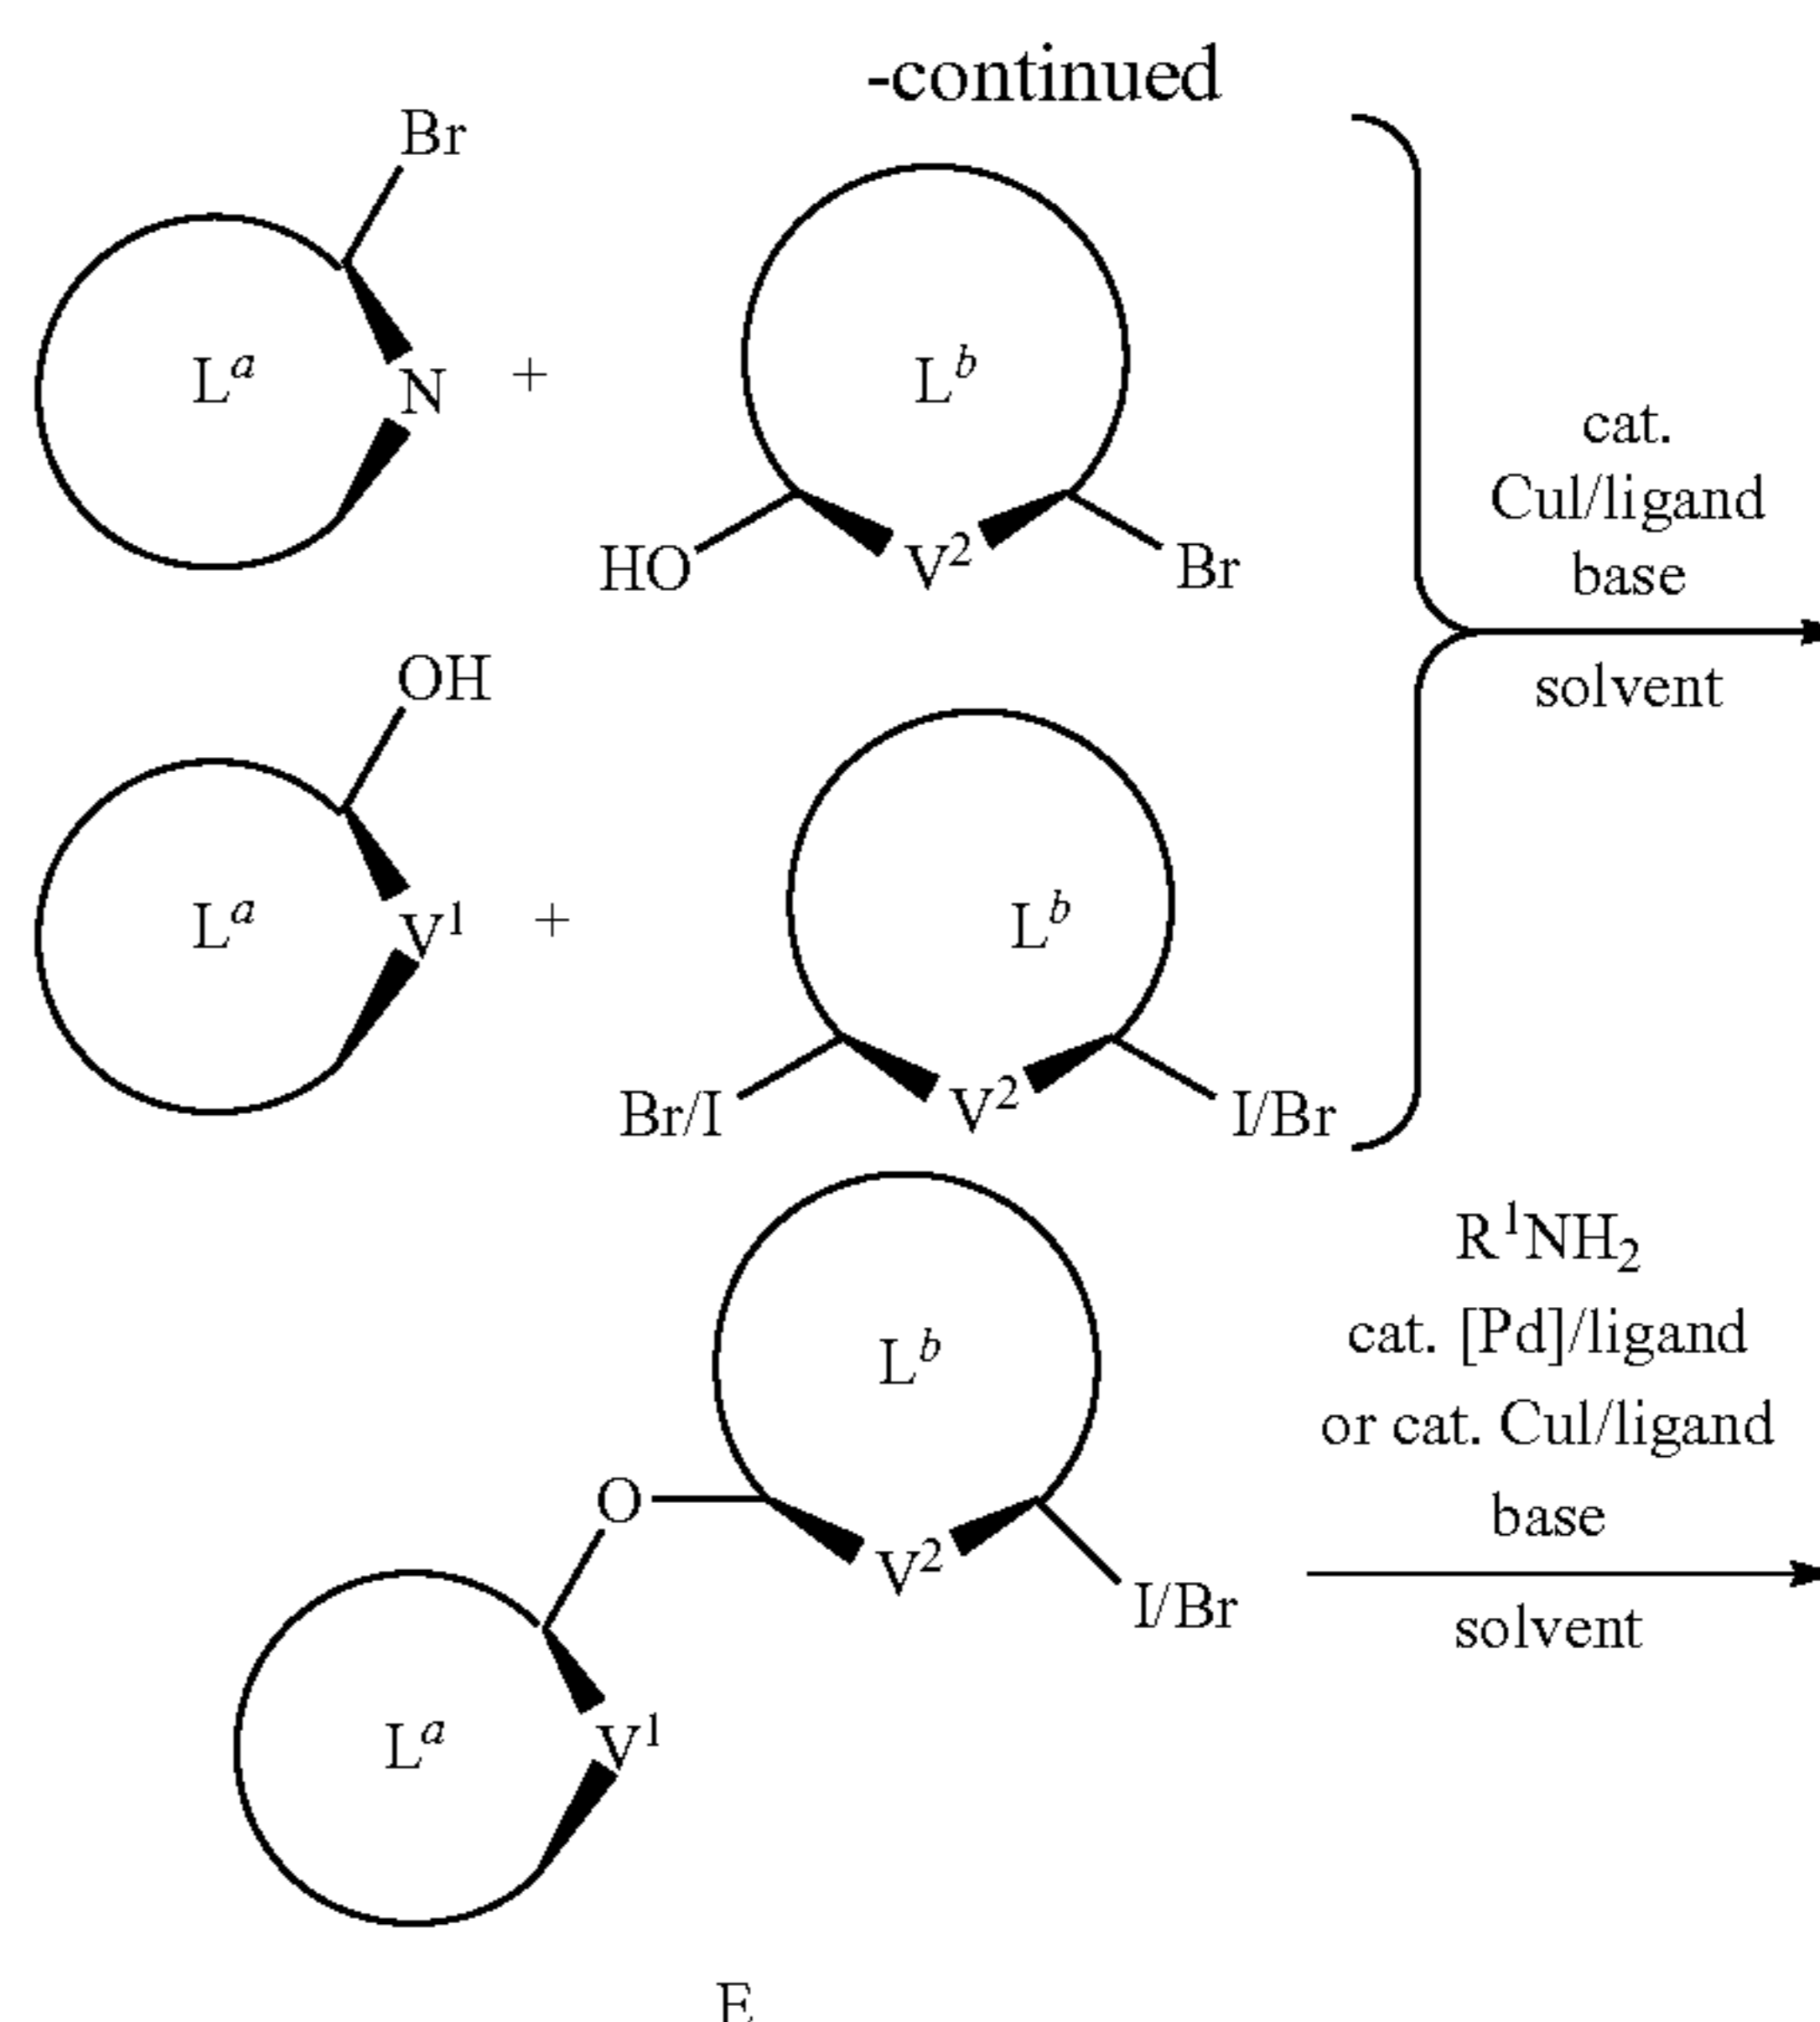 -continued
Br
L^a
N
+
L^b
HO
V^2
Br
cat.
CuI/ligand
base
solvent
OH
L^a
V^1
+
L^b
Br/I
V^2
I/Br
L^b
O
V^2
I/Br
L^a
V^1
R^1NH_2
cat. [Pd]/ligand
or cat. CuI/ligand
base
solvent
E